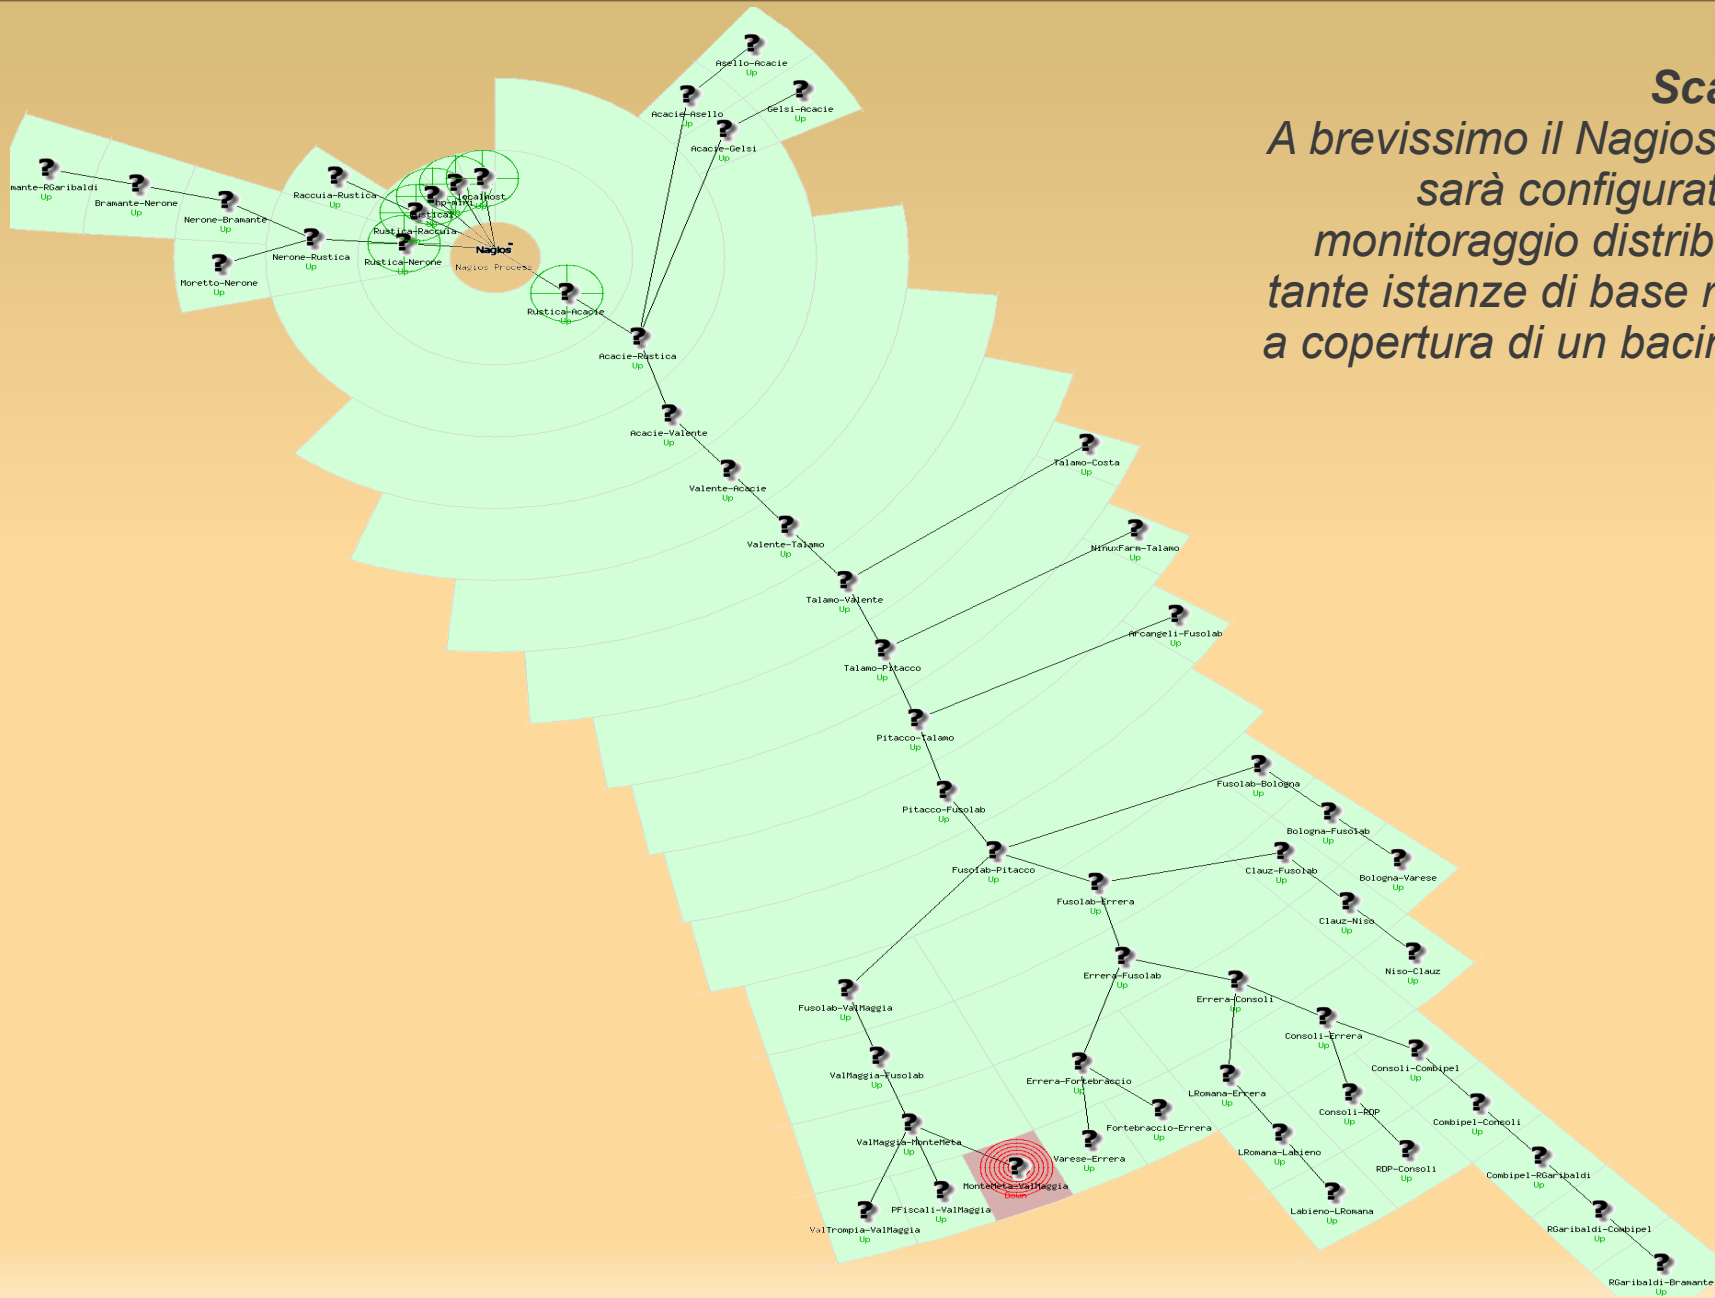 Sca
A brevissimo il Nagios
sarà configurat
monitoraggio distrib
tante istanze di base
a copertura di un baci
Asello-Acacie
Up
Acacie-Asello
Up
Gelsi-Acacie
Up
Acacie-Gelsi
Up
mante-RGaribaldi
Up
Bramante-Nerone
Up
Nerone-Bramante
Up
Raccuia-Rustica
Up
localhost
Up
Rustica-Raccuia
Nerone-Rustica
Up
Rustica-Nerone
Up
Moretto-Nerone
Up
Nagios
Nagios Process
Rustica-Acacie
Up
Acacie-Rustica
Up
Acacie-Valente
Up
Valente-Acacie
Up
Valente-Talamo
Up
Talamo-Valente
Up
Talamo-Costa
Up
NinuxFarm-Talamo
Up
Arcangeli-Fusolab
Up
Talamo-Pitacco
Up
Pitacco-Talamo
Up
Pitacco-Fusolab
Up
Fusolab-Pitacco
Up
Fusolab-Bologna
Up
Bologna-Fusolab
Up
Bologna-Varese
Up
Fusolab-Errera
Up
Clauz-Fusolab
Up
Clauz-Niso
Up
Niso-Clauz
Up
Errera-Fusolab
Up
Errera-Consoli
Up
Consoli-Errera
Up
Consoli-Combipel
Up
Combipel-Consoli
Up
Combipel-RGaribaldi
Up
RGaribaldi-Combipel
Up
RGaribaldi-Bramante
Up
Consoli-RDP
Up
RDP-Consoli
Up
LRomana-Errera
Up
LRomana-Labieno
Up
Labieno-LRomana
Up
Errera-Fortebraccio
Up
Fortebraccio-Errera
Up
Varese-Errera
Up
Fusolab-ValMaggia
Up
ValMaggia-Fusolab
Up
ValMaggia-MonteMeta
Up
MonteMeta-ValMaggia
Down
PFiscali-ValMaggia
Up
ValTrompia-ValMaggia
Up